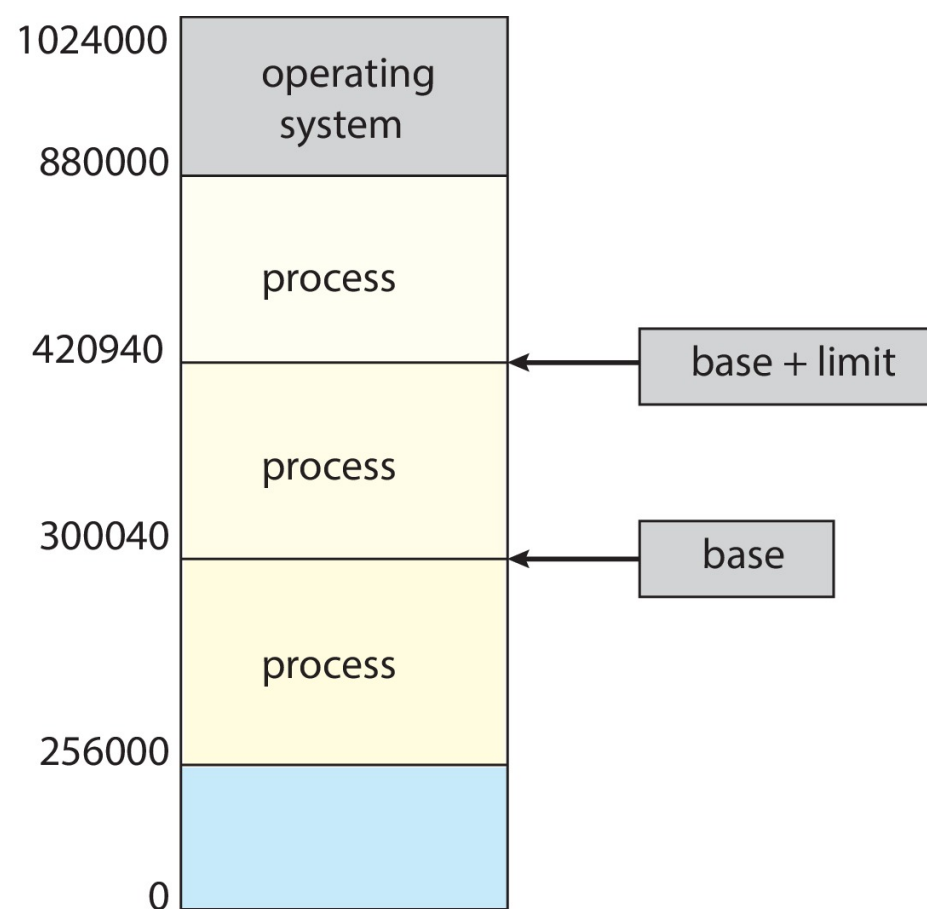 1024000
operating
system
880000
process
420940
base + limit
process
300040
base
process
256000
0